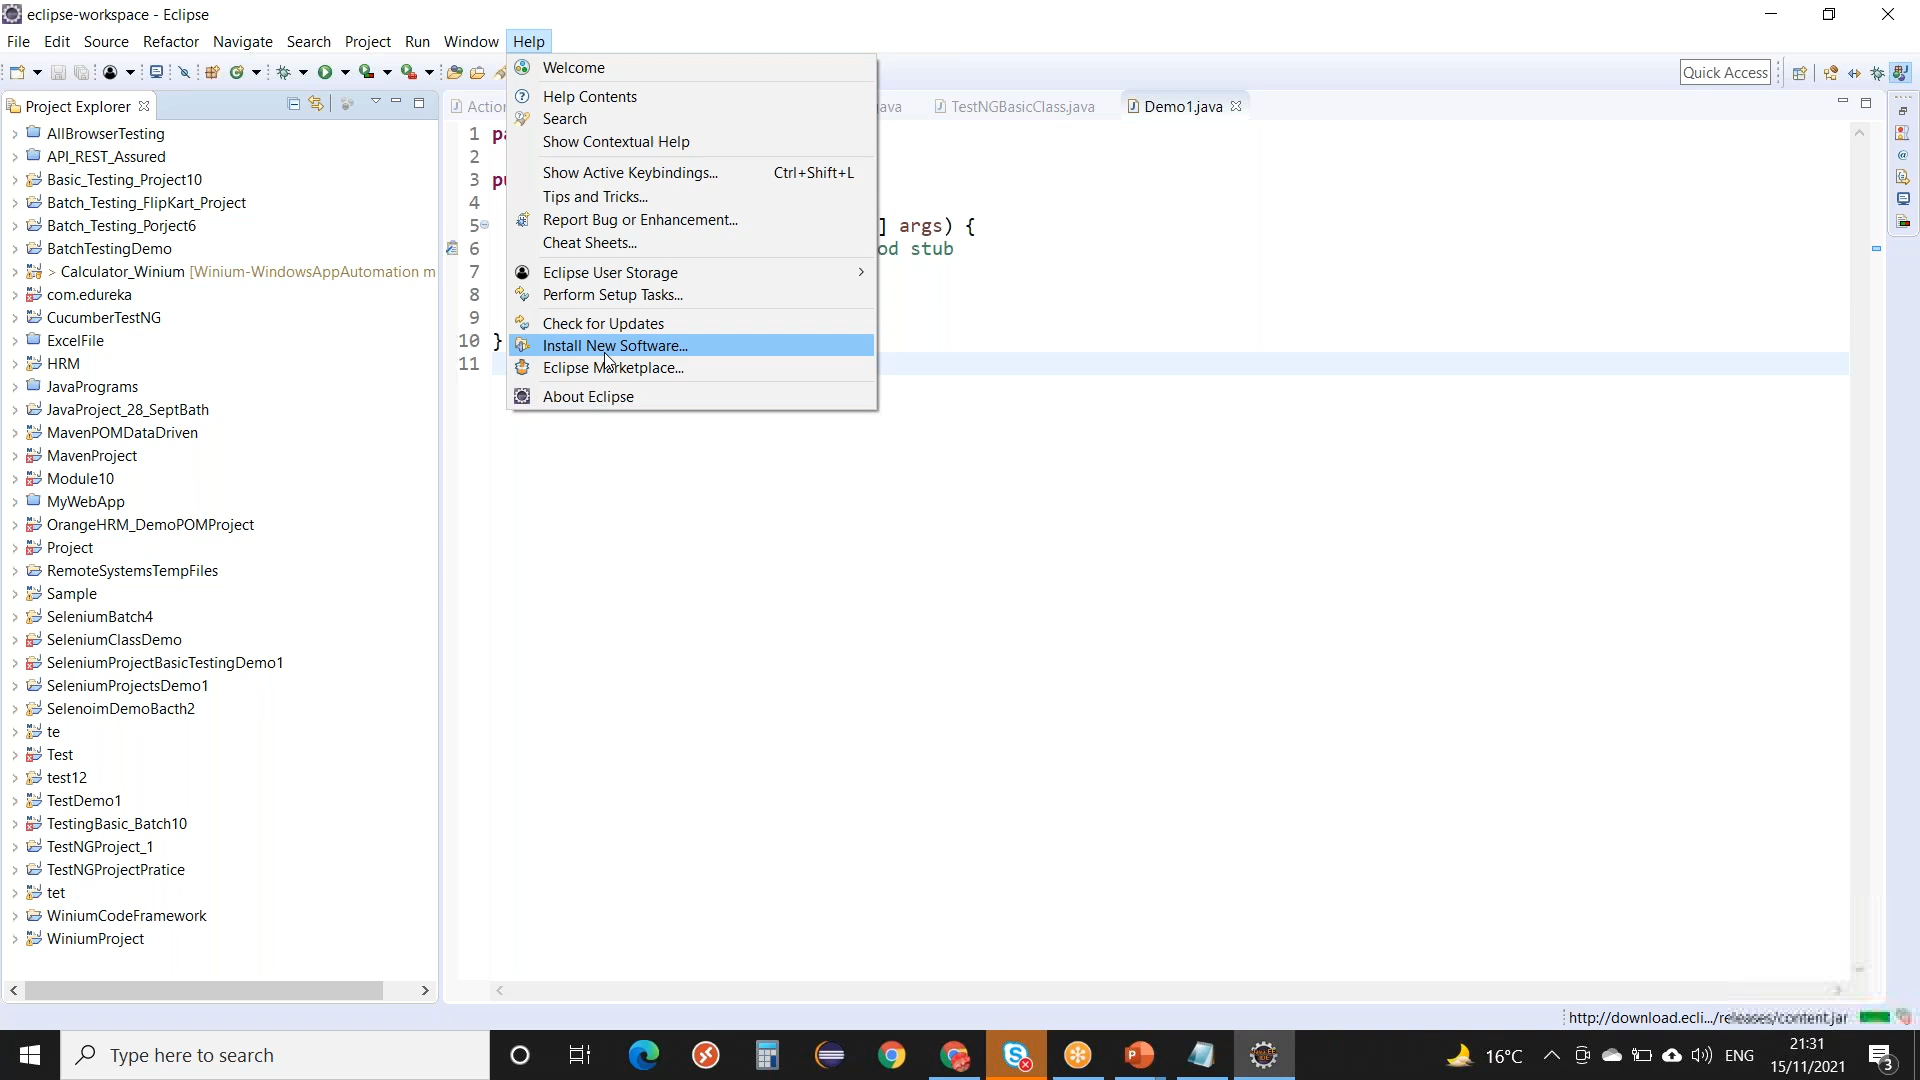 eclipse-workspace - Eclipse
File Edit Search Source Refactor Navigate Search Project Run Window Help
Quick Access
Welcome
Help Contents
Search
Show Contextual Help
Show Active Keybindings... Ctrl+Shift+L
Tips and Tricks...
Report Bug or Enhancement...
Cheat Sheets...
Eclipse User Storage
Perform Setup Tasks...
Check for Updates
Install New Software...
Eclipse Marketplace...
About Eclipse
Project Explorer
AllBrowserTesting
API_REST_Assured
Basic_Testing_Project10
Batch_Testing_FlipKart_Project
Batch_Testing_Porject6
BatchTestingDemo
> Calculator_Winium [Winium-WindowsAppAutomation m
com.edureka
CucumberTestNG
ExcelFile
HRM
JavaPrograms
JavaProject_28_SeptBath
MavenPOMDataDriven
MavenProject
Module10
MyWebApp
OrangeHRM_DemoPOMProject
Project
RemoteSystemsTempFiles
Sample
SeleniumBatch4
SeleniumClassDemo
SeleniumProjectBasicTestingDemo1
SeleniumProjectsDemo1
SelenoimDemoBacth2
te
Test
test12
TestDemo1
TestingBasic_Batch10
TestNGProject_1
TestNGProjectPratice
tet
WiniumCodeFramework
WiniumProject
Actio ava TestNGBasicClass.java Demo1.java
1 pa
2
3 pu
4
5 ] args) {
6 od stub
7
8
9
10 }
11
http://download.ecli.../releases/content.jar
Type here to search
16°C ENG 21:31
15/11/2021
3